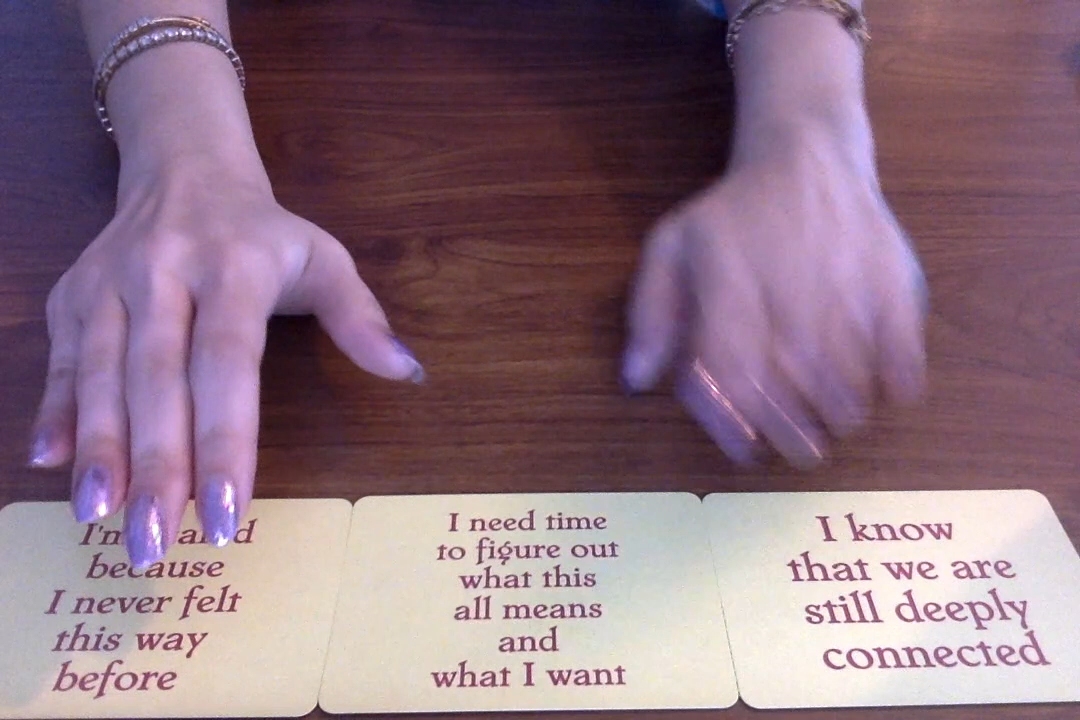 I'm
because
I never felt
this way
before
I need time
to figure out
what this
all means
and
what I want
I know
that we are
still deeply
connected